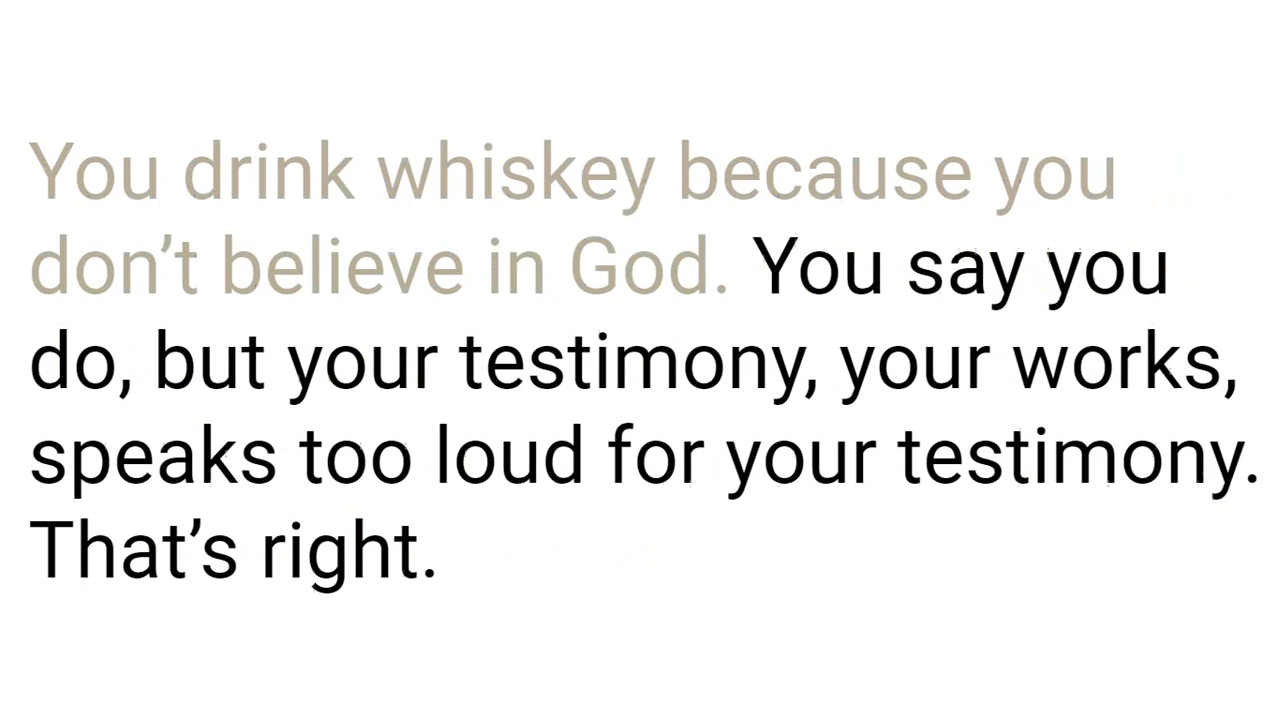 You drink whiskey because you
don’t believe in God. You say you
do, but your testimony, your works,
speaks too loud for your testimony.
That’s right.